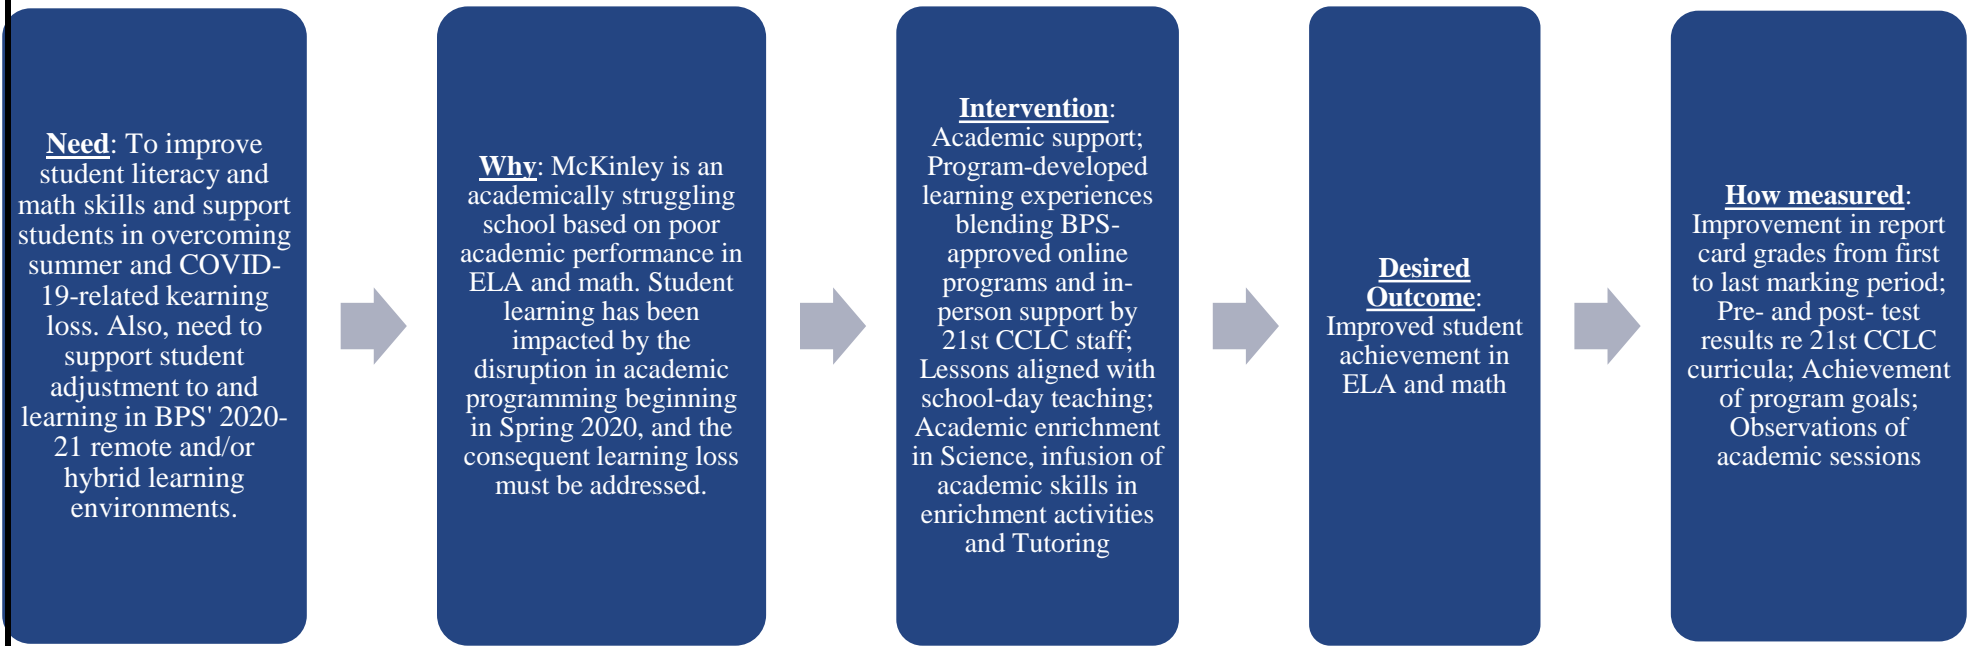 Need: To improve
student literacy and
math skills and support
students in overcoming
summer and COVID-
19-related kearning
loss. Also, need to
support student
adjustment to and
learning in BPS' 2020-
21 remote and/or
hybrid learning
environments.
Why: McKinley is an
academically struggling
school based on poor
academic performance in
ELA and math. Student
learning has been
impacted by the
disruption in academic
programming beginning
in Spring 2020, and the
consequent learning loss
must be addressed.
Intervention:
Academic support;
Program-developed
learning experiences
blending BPS-
approved online
programs and in-
person support by
21st CCLC staff;
Lessons aligned with
school-day teaching;
Academic enrichment
in Science, infusion of
academic skills in
enrichment activities
and Tutoring
Desired
Outcome:
Improved student
achievement in
ELA and math
How measured:
Improvement in report
card grades from first
to last marking period;
Pre- and post- test
results re 21st CCLC
curricula; Achievement
of program goals;
Observations of
academic sessions